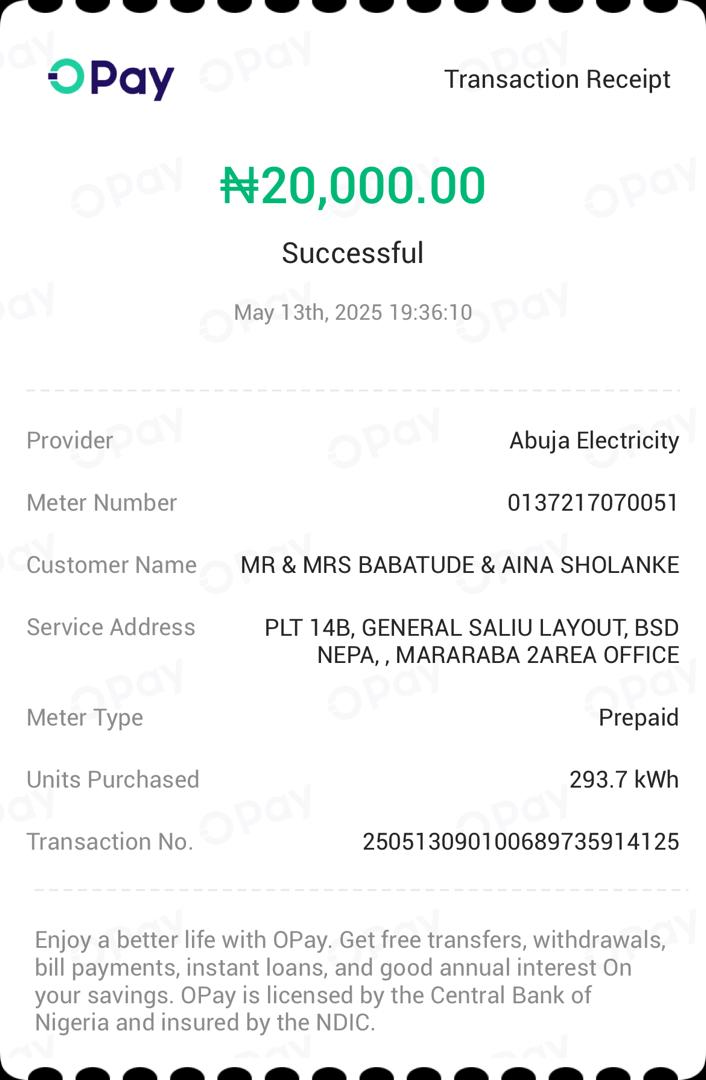 OPay
Transaction Receipt
₦20,000.00
Successful
May 13th, 2025 19:36:10
Provider Abuja Electricity
Meter Number 0137217070051
Customer Name MR & MRS BABATUDE & AINA SHOLANKE
Service Address PLT 14B, GENERAL SALIU LAYOUT, BSD
NEPA, , MARARABA 2AREA OFFICE
Meter Type Prepaid
Units Purchased 293.7 kWh
Transaction No. 250513090100689735914125
Enjoy a better life with OPay. Get free transfers, withdrawals,
bill payments, instant loans, and good annual interest On
your savings. OPay is licensed by the Central Bank of
Nigeria and insured by the NDIC.